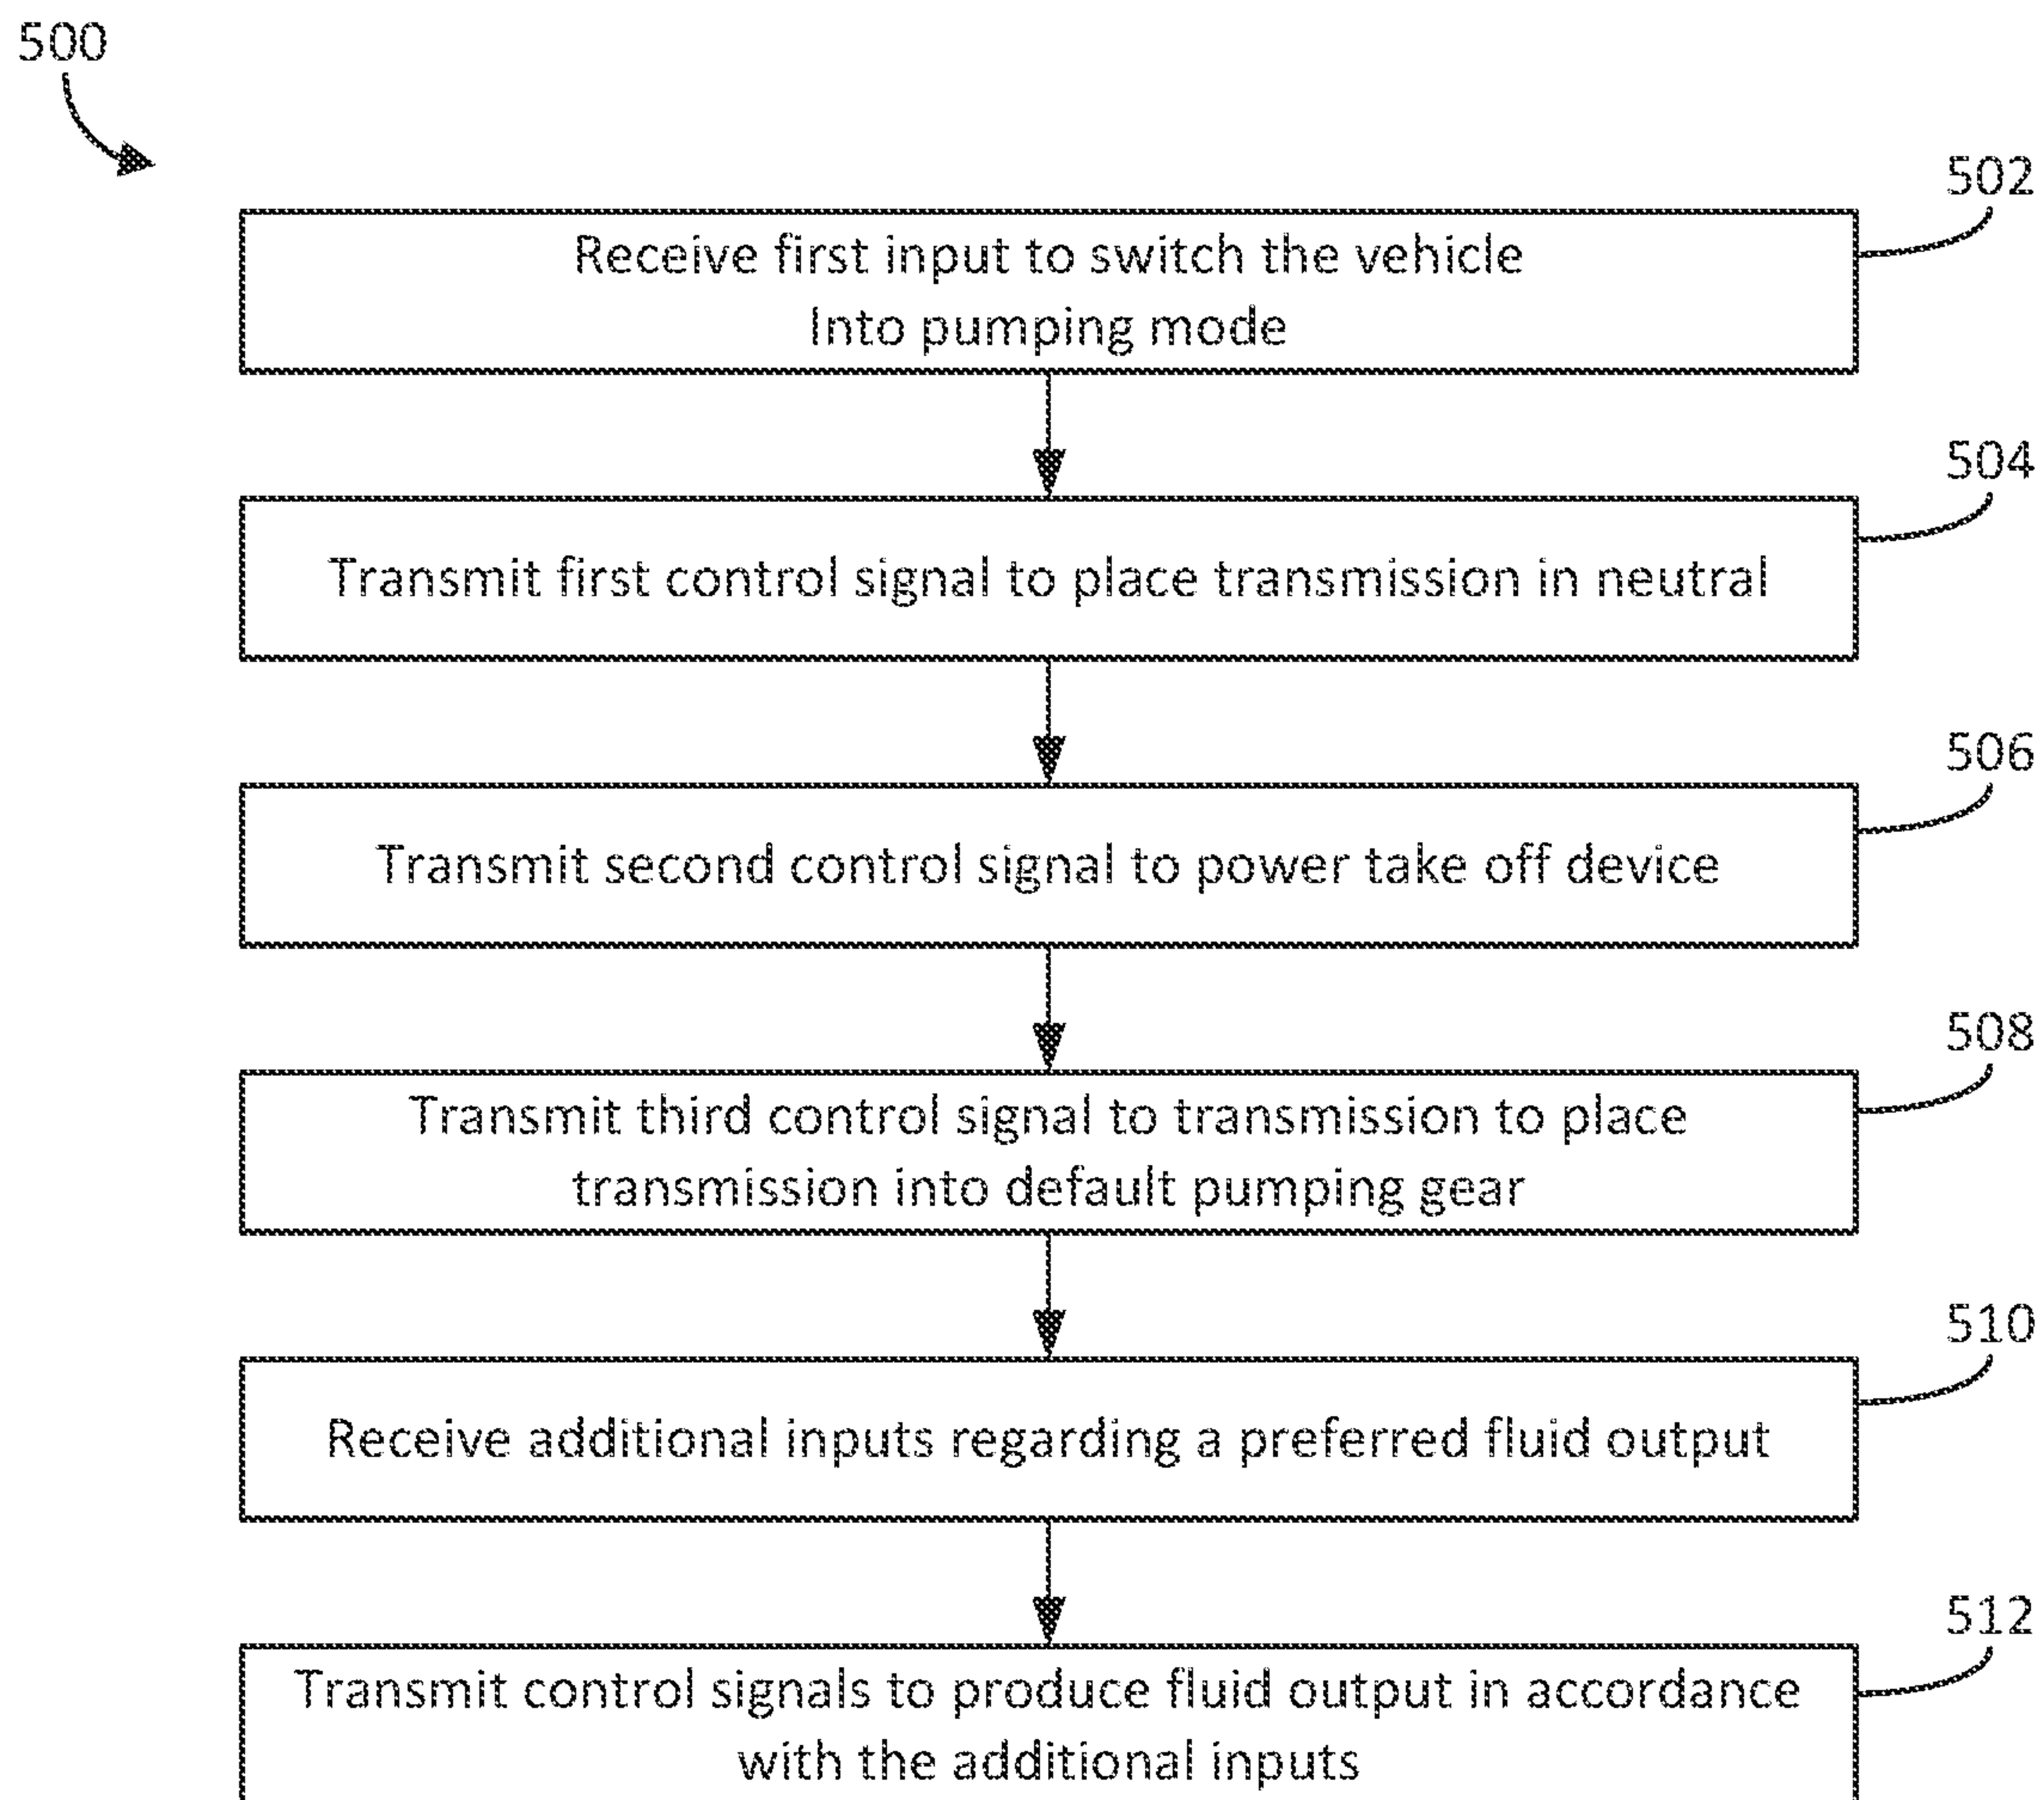 500
502
Receive first input to switch the vehicle
Into pumping mode
504
Transmit first control signal to place transmission in neutral
506
Transmit second control signal to power take off device
508
Transmit third control signal to transmission to place
transmission into default pumping gear
510
Receive additional inputs regarding a preferred fluid output
512
Transmit control signals to produce fluid output in accordance
with the additional inputs